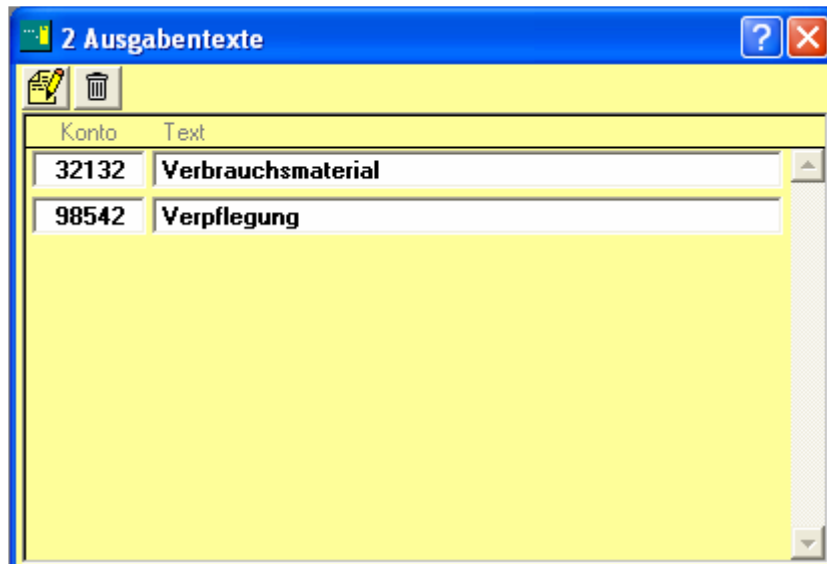 2 Ausgabentexte
Konto Text
32132 Verbrauchsmaterial
98542 Verpflegung